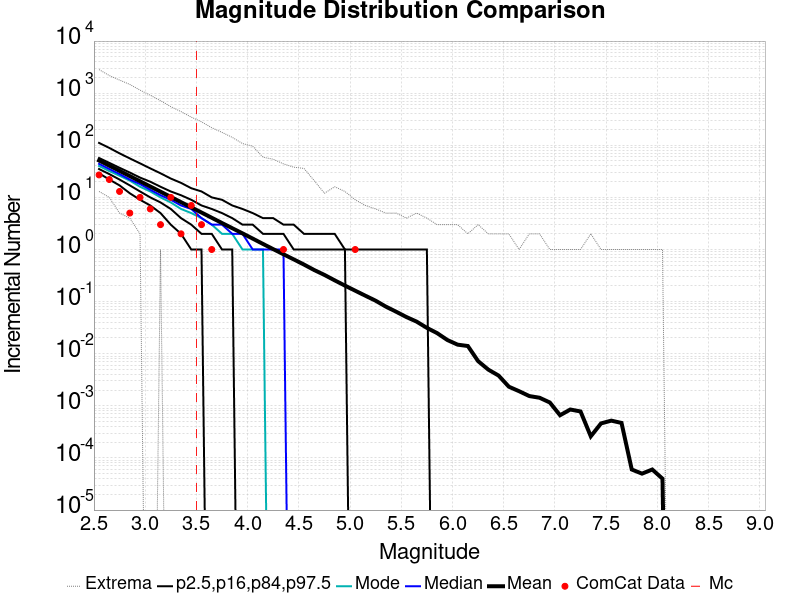 Magnitude Distribution Comparison
10^4
10^3
10^2
10^1
10^0
10^-1
10^-2
10^-3
10^-4
10^-5
Incremental Number
2.5 3.0 3.5 4.0 4.5 5.0 5.5 6.0 6.5 7.0 7.5 8.0 8.5 9.0
Magnitude
Extrema p2.5,p16,p84,p97.5 Mode Median Mean ComCat Data Mc